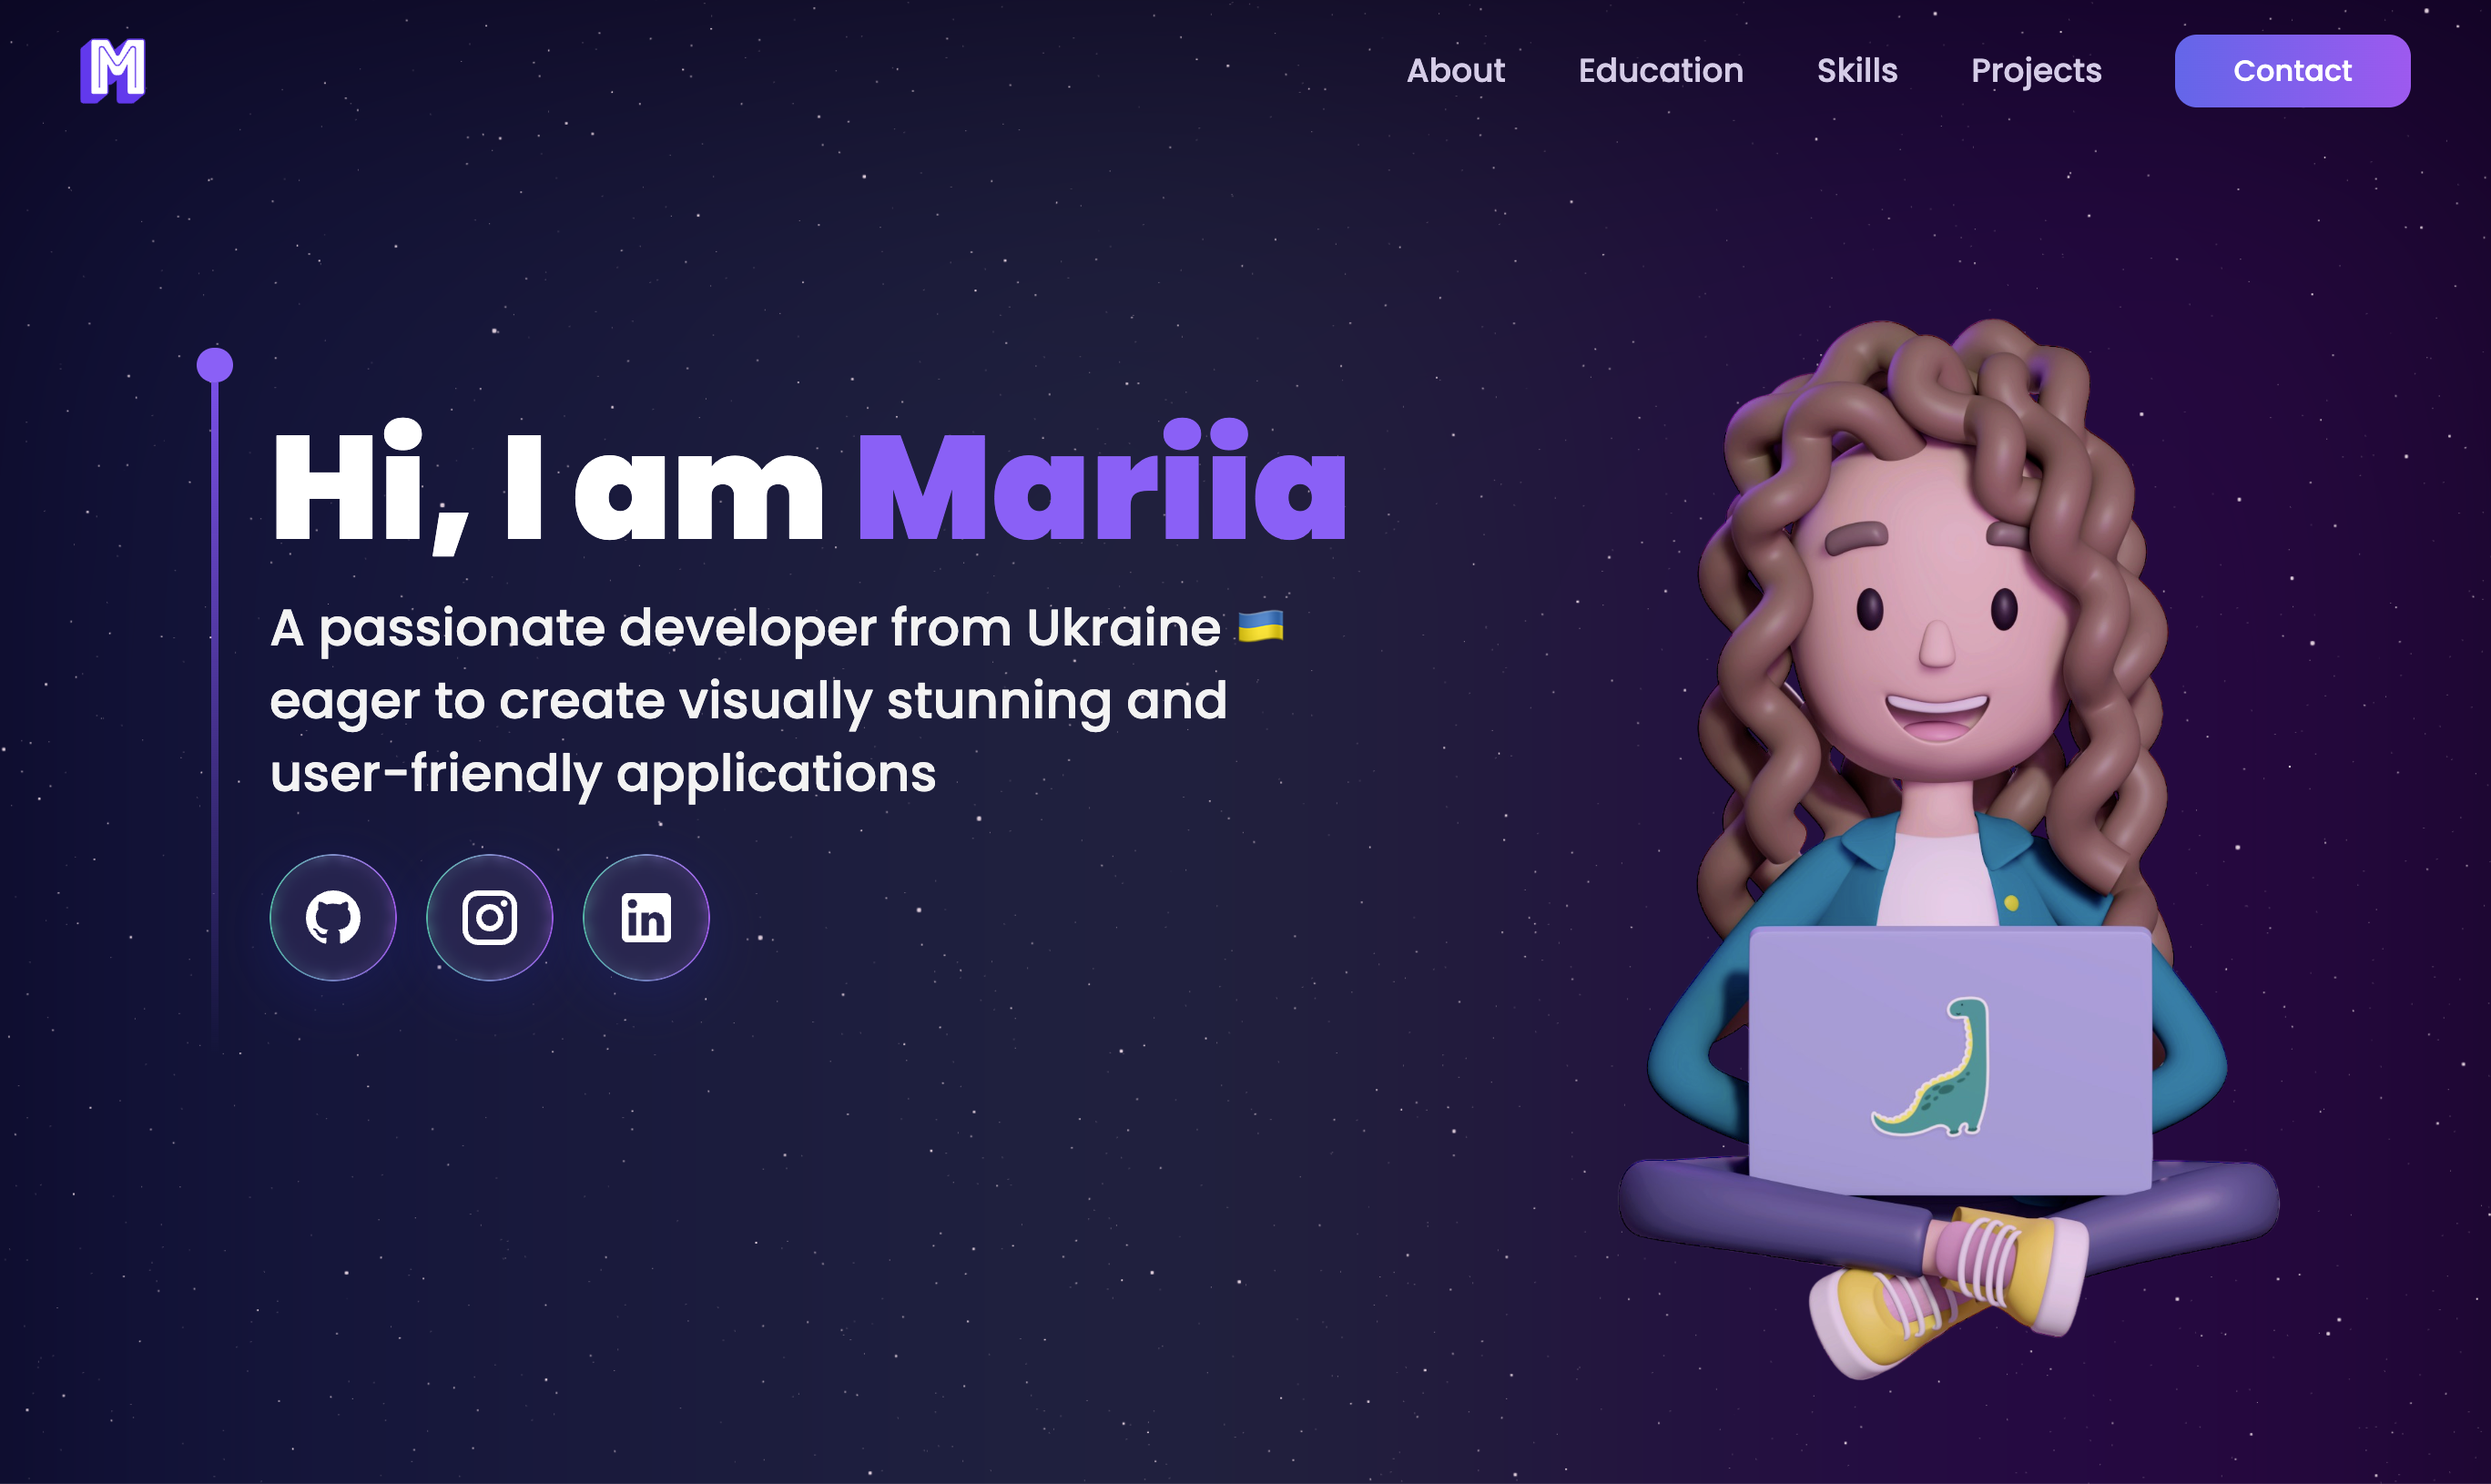 M
About Education Skills Projects Contact
Hi, I am Mariia
A passionate developer from Ukraine 🇺🇦
eager to create visually stunning and
user-friendly applications
in